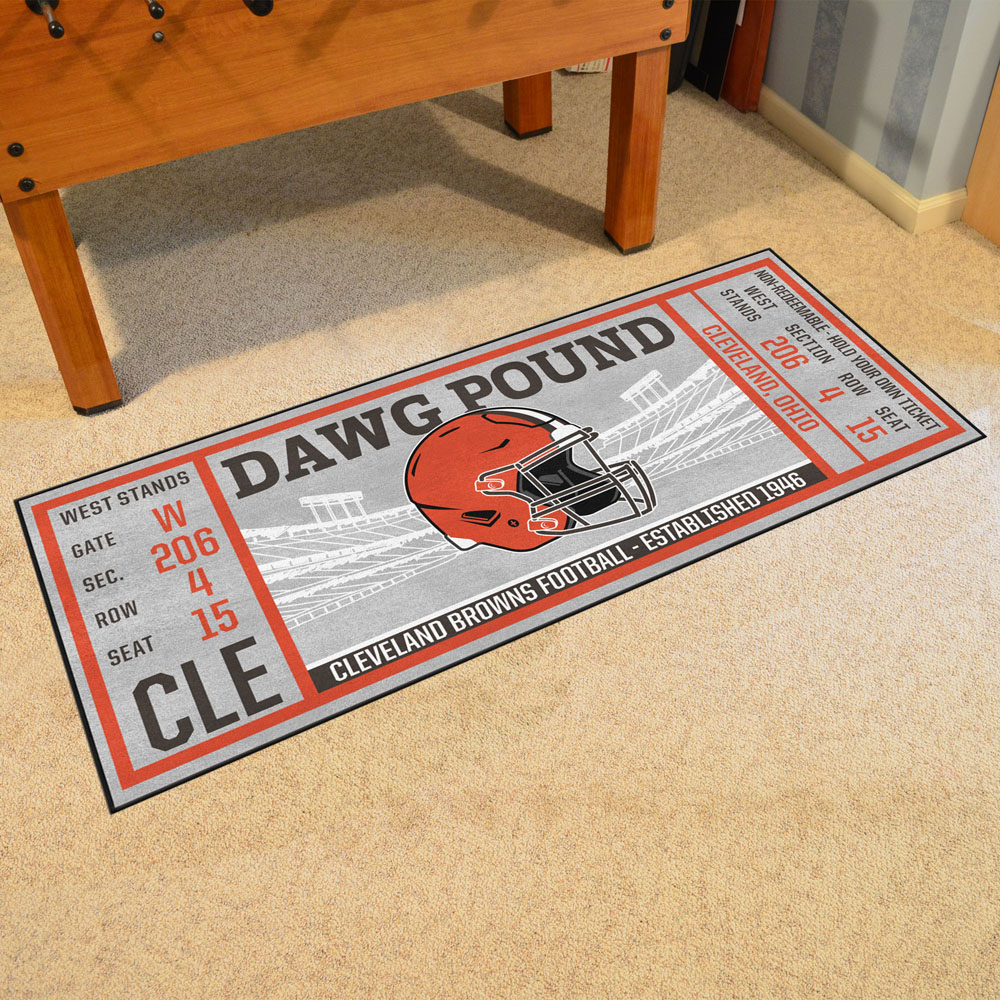 WEST STANDS
GATE W
SEC. 206
ROW 4
SEAT 15
CLE
DAWG POUND
CLEVELAND BROWNS FOOTBALL - ESTABLISHED 1946
CLEVELAND, OHIO
WEST STANDS
SECTION 206
ROW 4
SEAT 15
NON-REDEEMABLE - HOLD YOUR OWN TICKET